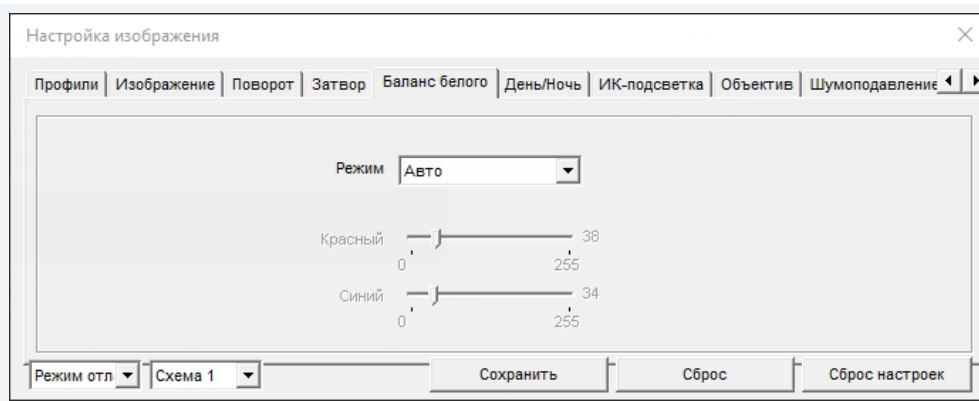 Настройка изображения
Профили Изображение Поворот Затвор Баланс белого День/Ночь ИК-подсветка Объектив Шумоподавление
Режим Авто
Красный 38
0 255
Синий 34
0 255
Режим отл Схема 1 Сохранить Сброс Сброс настроек